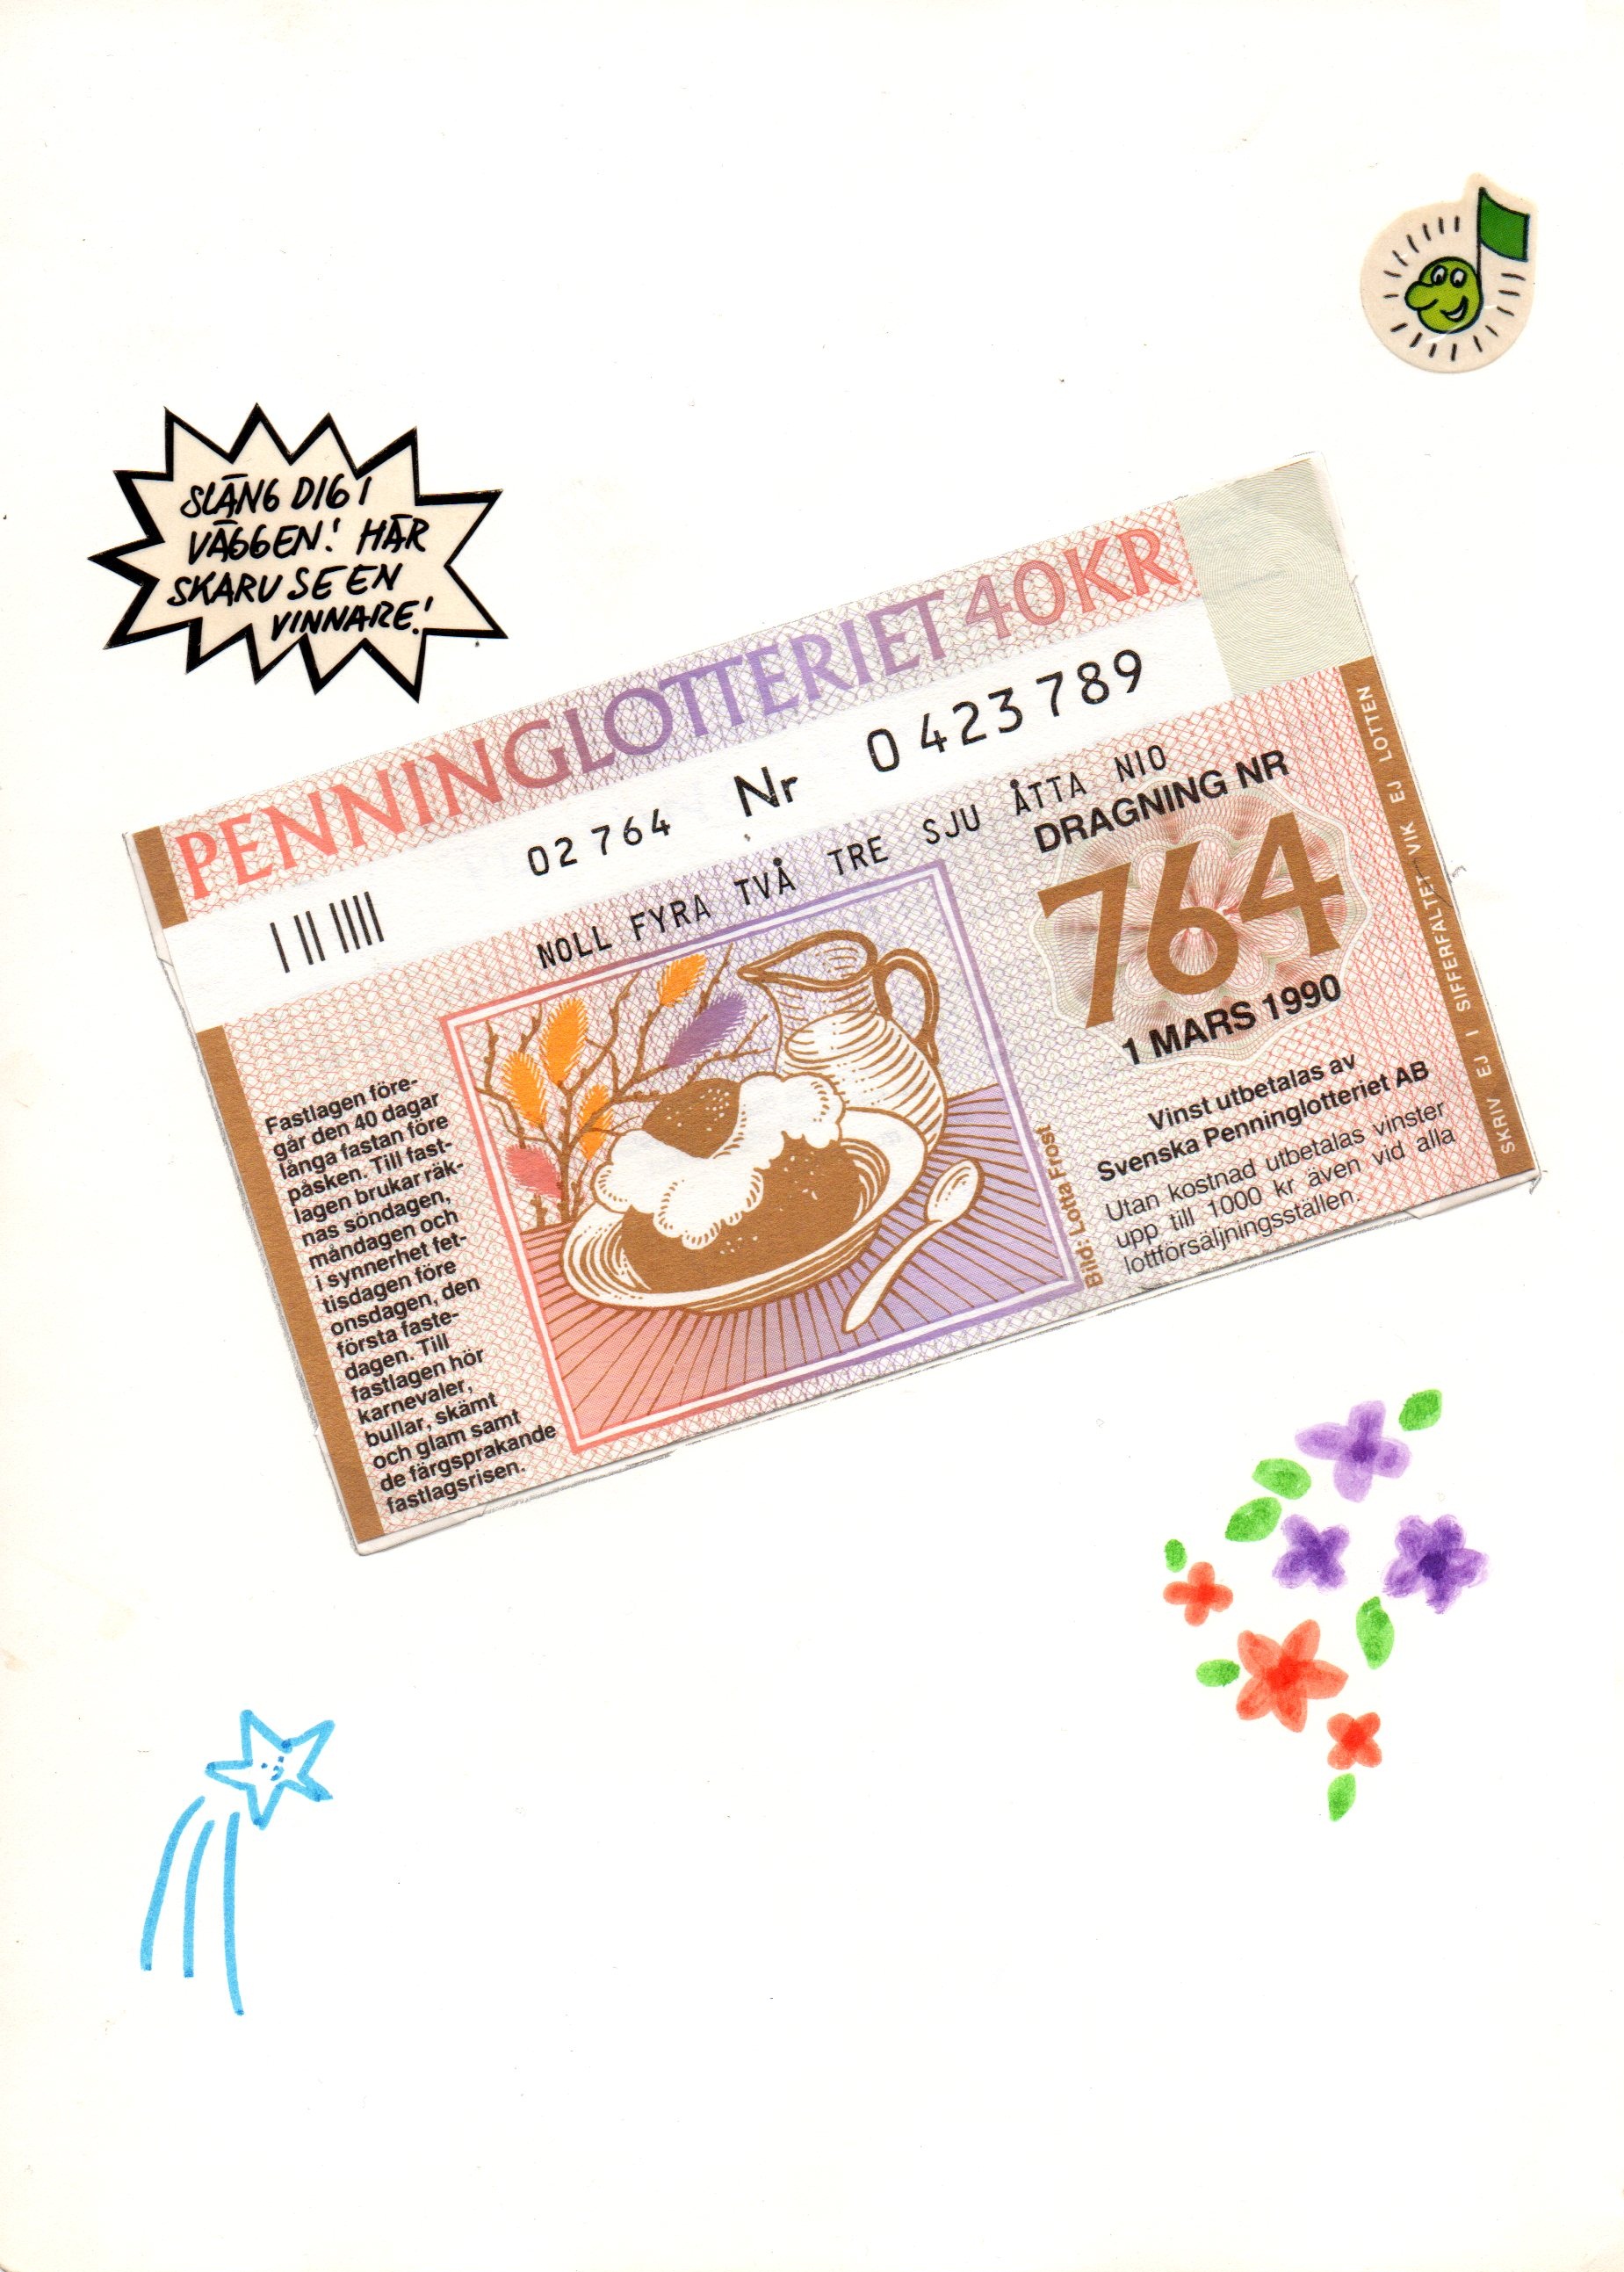 SLÄNG DIG I
VÄGGEN! HÄR
SKARU SE EN
VINNARE!
PENNINGLOTTERIET 40KR
02 764 Nr 0 423 789
NOLL FYRA TVÅ TRE SJU ÅTTA NIO
DRAGNING NR
764
1 MARS 1990
Vinst utbetalas av
Svenska Penninglotteriet AB
Utan kostnad utbetalas vinster
upp till 1000 kr även vid alla
lottförsäljningsställen.
Fastlagen före-
går den 40 dagar
långa fastan före
påsken. Till fast-
lagen brukar räk-
nas söndagen,
måndagen och
i synnerhet fet-
tisdagen före
onsdagen, den
första faste-
dagen. Till
fastlagen hör
karnevaler,
bullar, skämt
och glam samt
de färgsprakande
fastlagsrisen.
Bild: Lotta Frost
SKRIV EJ I SIFFERFÄLTET VIK EJ LOTTEN